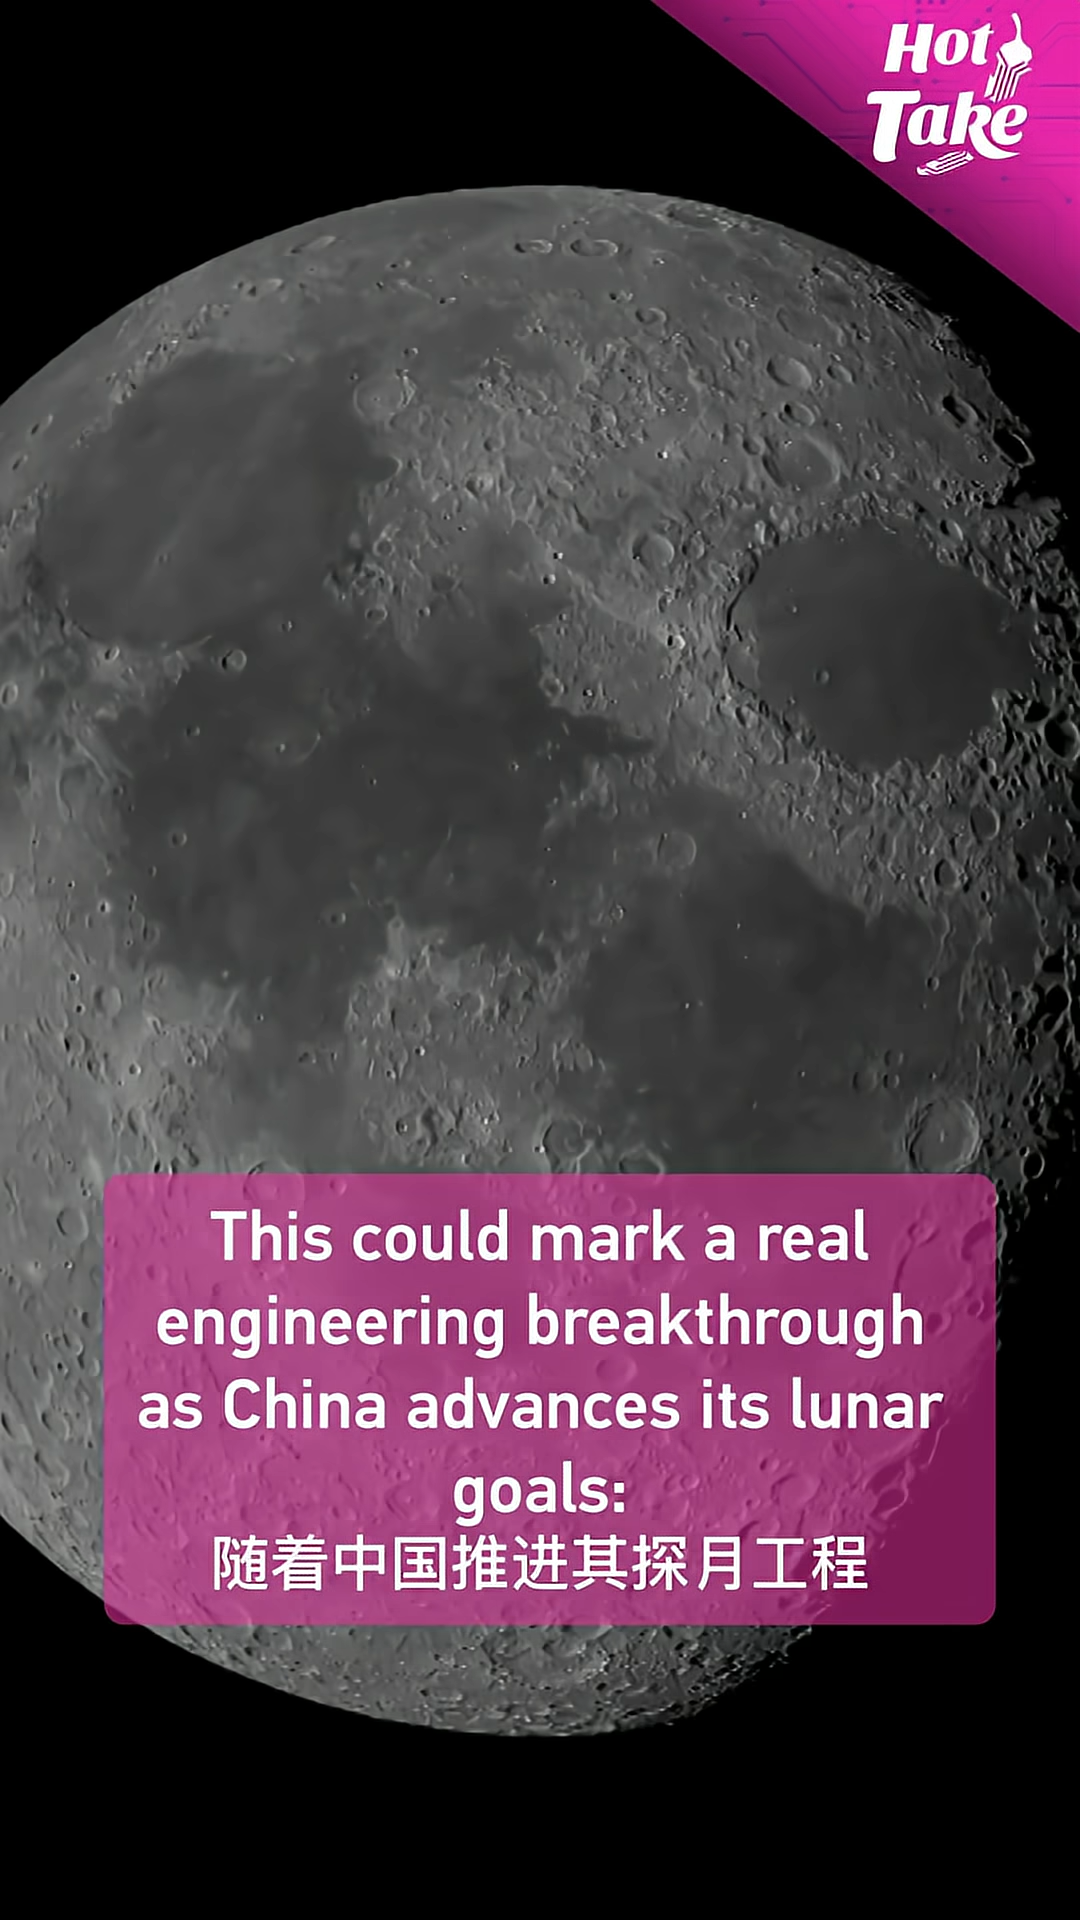 Hot
Take
This could mark a real
engineering breakthrough
as China advances its lunar
goals:
随着中国推进其探月工程